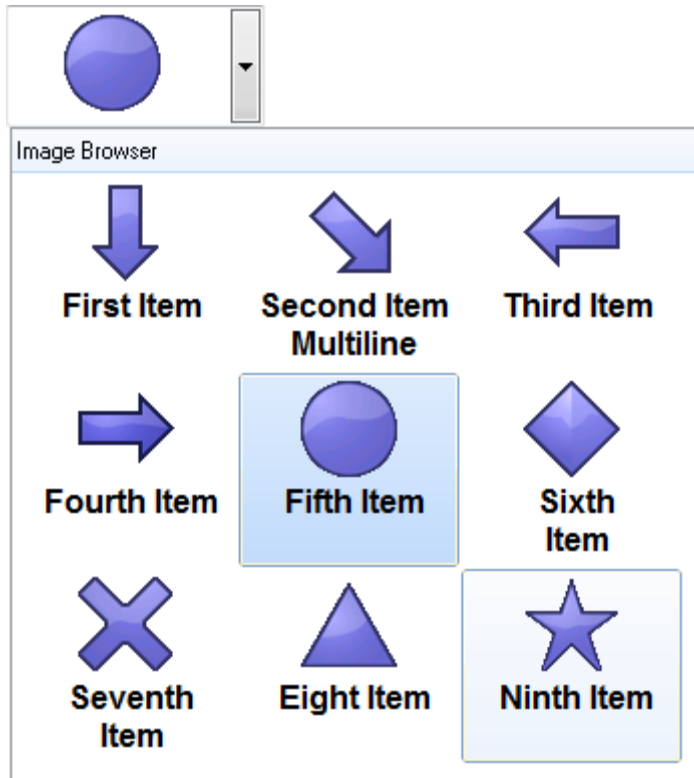 Image Browser
First Item
Second Item
Multiline
Third Item
Fourth Item
Fifth Item
Sixth
Item
Seventh
Item
Eight Item
Ninth Item